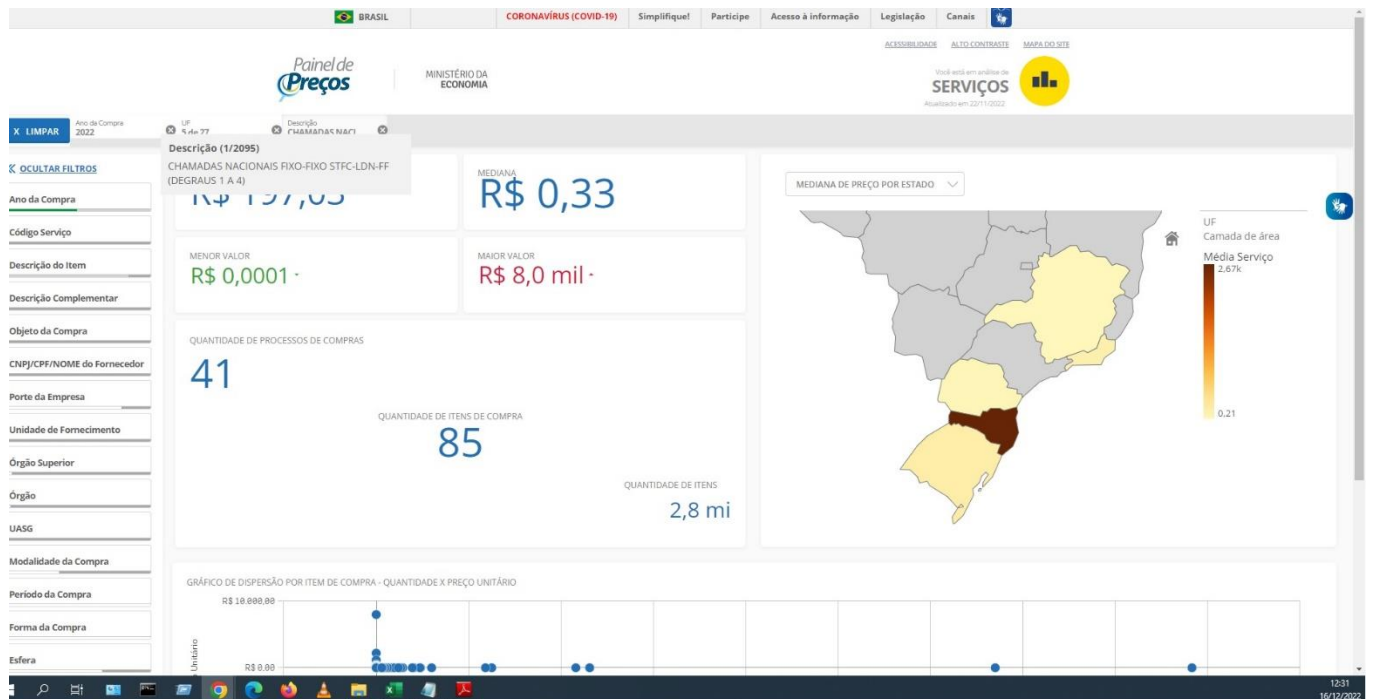 BRASIL
CORONAVÍRUS (COVID-19) Simplifique! Participe Acesso à informação Legislação Canais
ACESSIBILIDADE ALTO CONTRASTE MAPA DO SITE
Painel de
Preços
MINISTÉRIO DA
ECONOMIA
Você está em análise de
SERVIÇOS
Atualizado em 22/11/2022
X LIMPAR
Ano da Compra
2022
UF
5 de 27
Descrição
CHAMADAS NACI...
Descrição (1/2095)
CHAMADAS NACIONAIS FIXO-FIXO STFC-LDN-FF
(DEGRAUS 1 A 4)
OCULTAR FILTROS
Ano da Compra
Código Serviço
Descrição do Item
Descrição Complementar
Objeto da Compra
CNPJ/CPF/NOME do Fornecedor
Porte da Empresa
Unidade de Fornecimento
Órgão Superior
Órgão
UASG
Modalidade da Compra
Período da Compra
Forma da Compra
Esfera
R$ 197,03
MEDIANA
R$ 0,33
MENOR VALOR
R$ 0,0001
MAIOR VALOR
R$ 8,0 mil
QUANTIDADE DE PROCESSOS DE COMPRAS
41
QUANTIDADE DE ITENS DE COMPRA
85
QUANTIDADE DE ITENS
2,8 mi
MEDIANA DE PREÇO POR ESTADO
UF
Camada de área
Média Serviço
2,67k
0,21
GRÁFICO DE DISPERSÃO POR ITEM DE COMPRA - QUANTIDADE X PREÇO UNITÁRIO
R$ 10.000,00
R$ 0,00
Unitário
12:31
16/12/2022